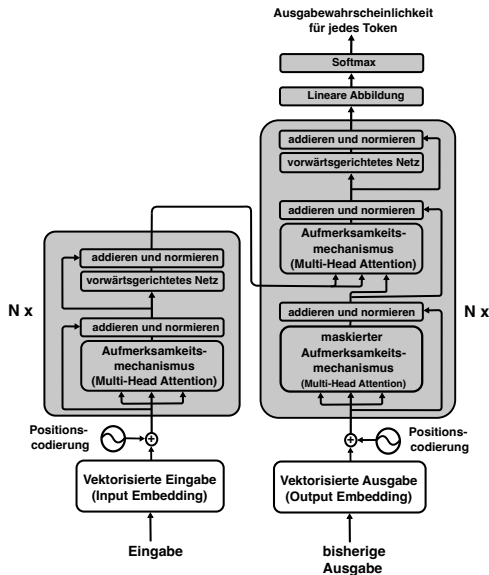 Ausgabewahrscheinlichkeit
für jedes Token
Softmax
Lineare Abbildung
addieren und normieren
vorwärtsgerichtetes Netz
addieren und normieren
Aufmerksamkeits-
mechanismus
(Multi-Head Attention)
addieren und normieren
maskierter
Aufmerksamkeits-
mechanismus
(Multi-Head Attention)
N x
addieren und normieren
vorwärtsgerichtetes Netz
addieren und normieren
Aufmerksamkeits-
mechanismus
(Multi-Head Attention)
N x
Positions-
codierung
Positions-
codierung
Vektorisierte Eingabe
(Input Embedding)
Vektorisierte Ausgabe
(Output Embedding)
Eingabe
bisherige
Ausgabe